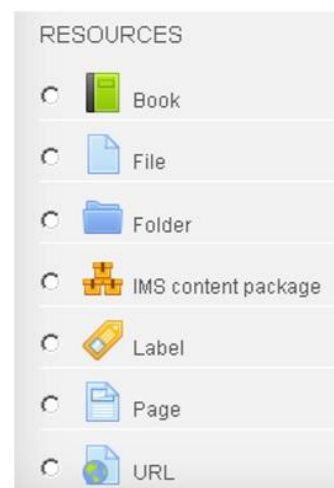 RESOURCES
Book
File
Folder
IMS content package
Label
Page
URL